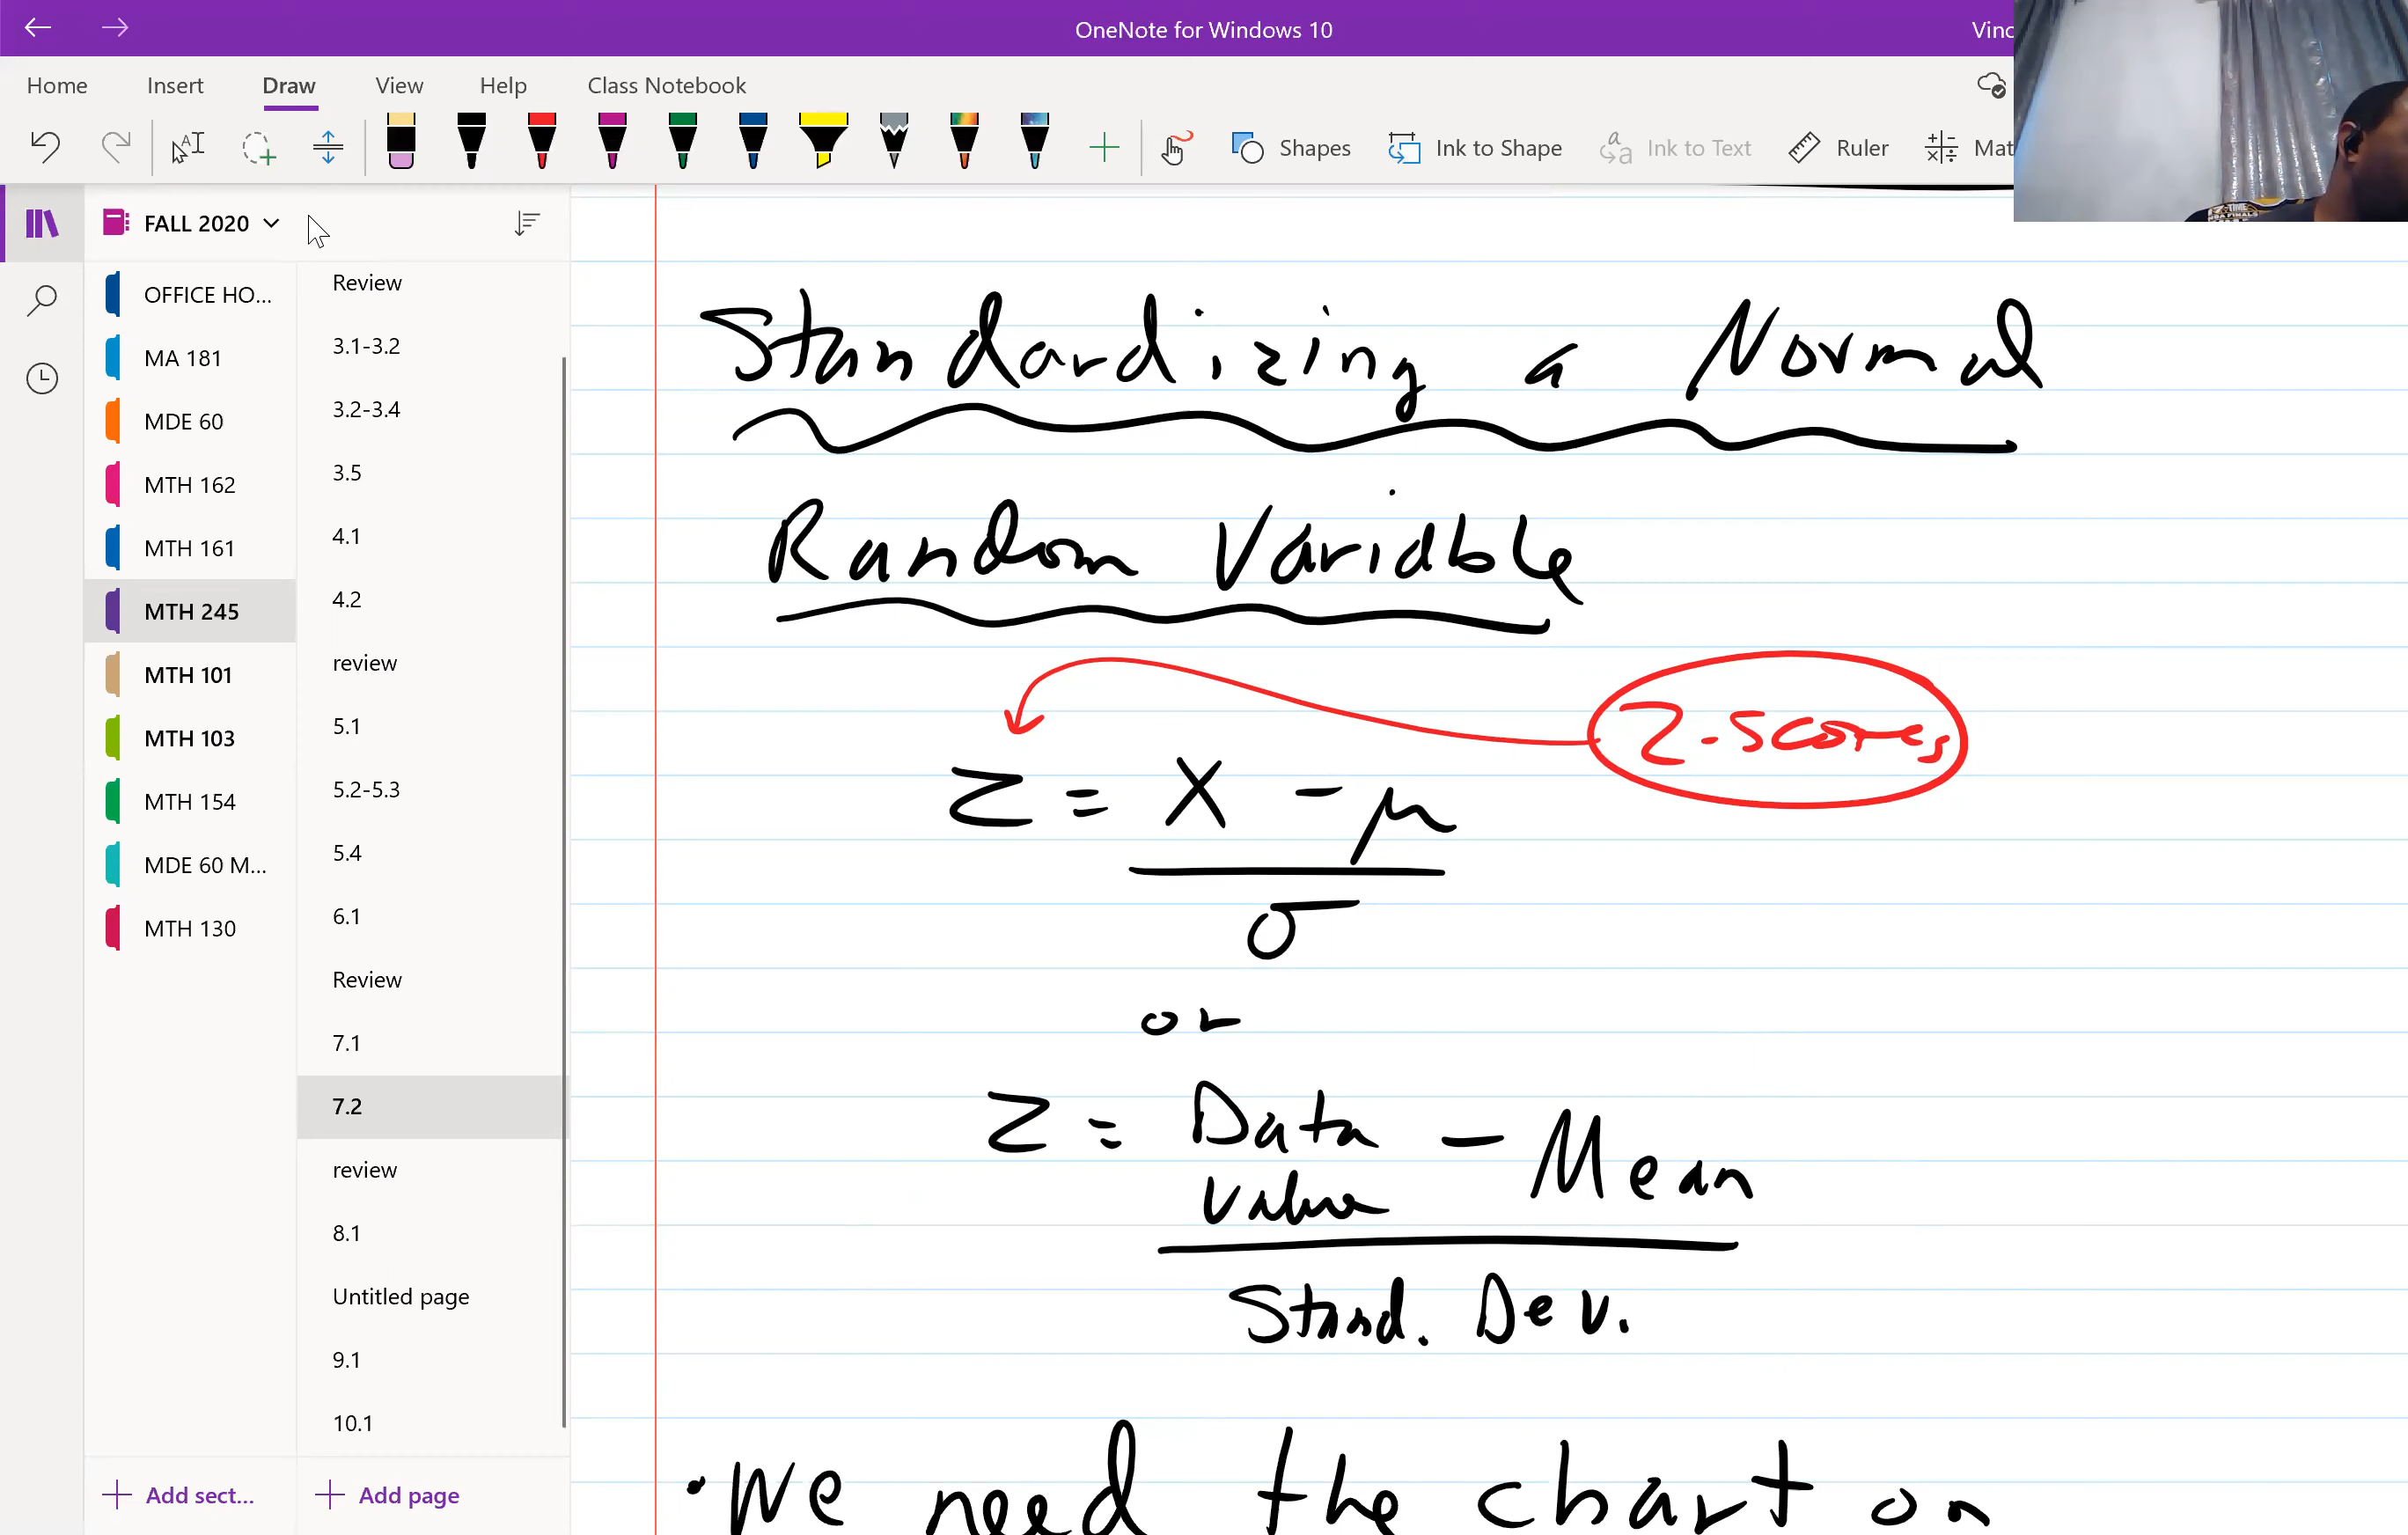 OneNote for Windows 10
Vinc
Home Insert Draw View Help Class Notebook
Shapes Ink to Shape Ink to Text Ruler Mat
FALL 2020
OFFICE HO...
MA 181
MDE 60
MTH 162
MTH 161
MTH 245
MTH 101
MTH 103
MTH 154
MDE 60 M...
MTH 130
Add sect...
Review
3.1-3.2
3.2-3.4
3.5
4.1
4.2
review
5.1
5.2-5.3
5.4
6.1
Review
7.1
7.2
review
8.1
Untitled page
9.1
10.1
Add page
Standardizing a Normal
Random Variable
Z-scores
Z = X - μ
σ
or
Z = Data - Mean
Value
Stand. Dev.
• We need the chart on